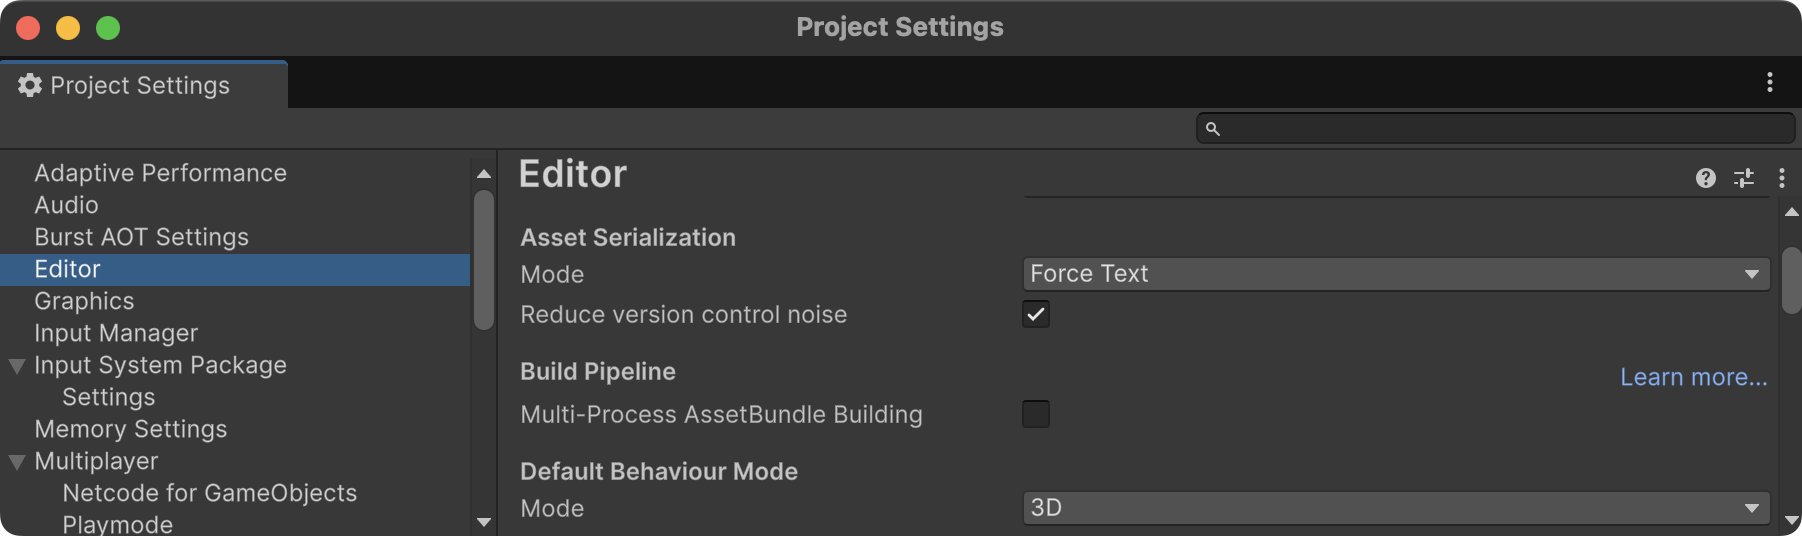 Project Settings
Project Settings
Adaptive Performance
Audio
Burst AOT Settings
Editor
Graphics
Input Manager
Input System Package
Settings
Memory Settings
Multiplayer
Netcode for GameObjects
Playmode
Editor
Asset Serialization
Mode
Force Text
Reduce version control noise
Build Pipeline
Learn more...
Multi-Process AssetBundle Building
Default Behaviour Mode
Mode
3D